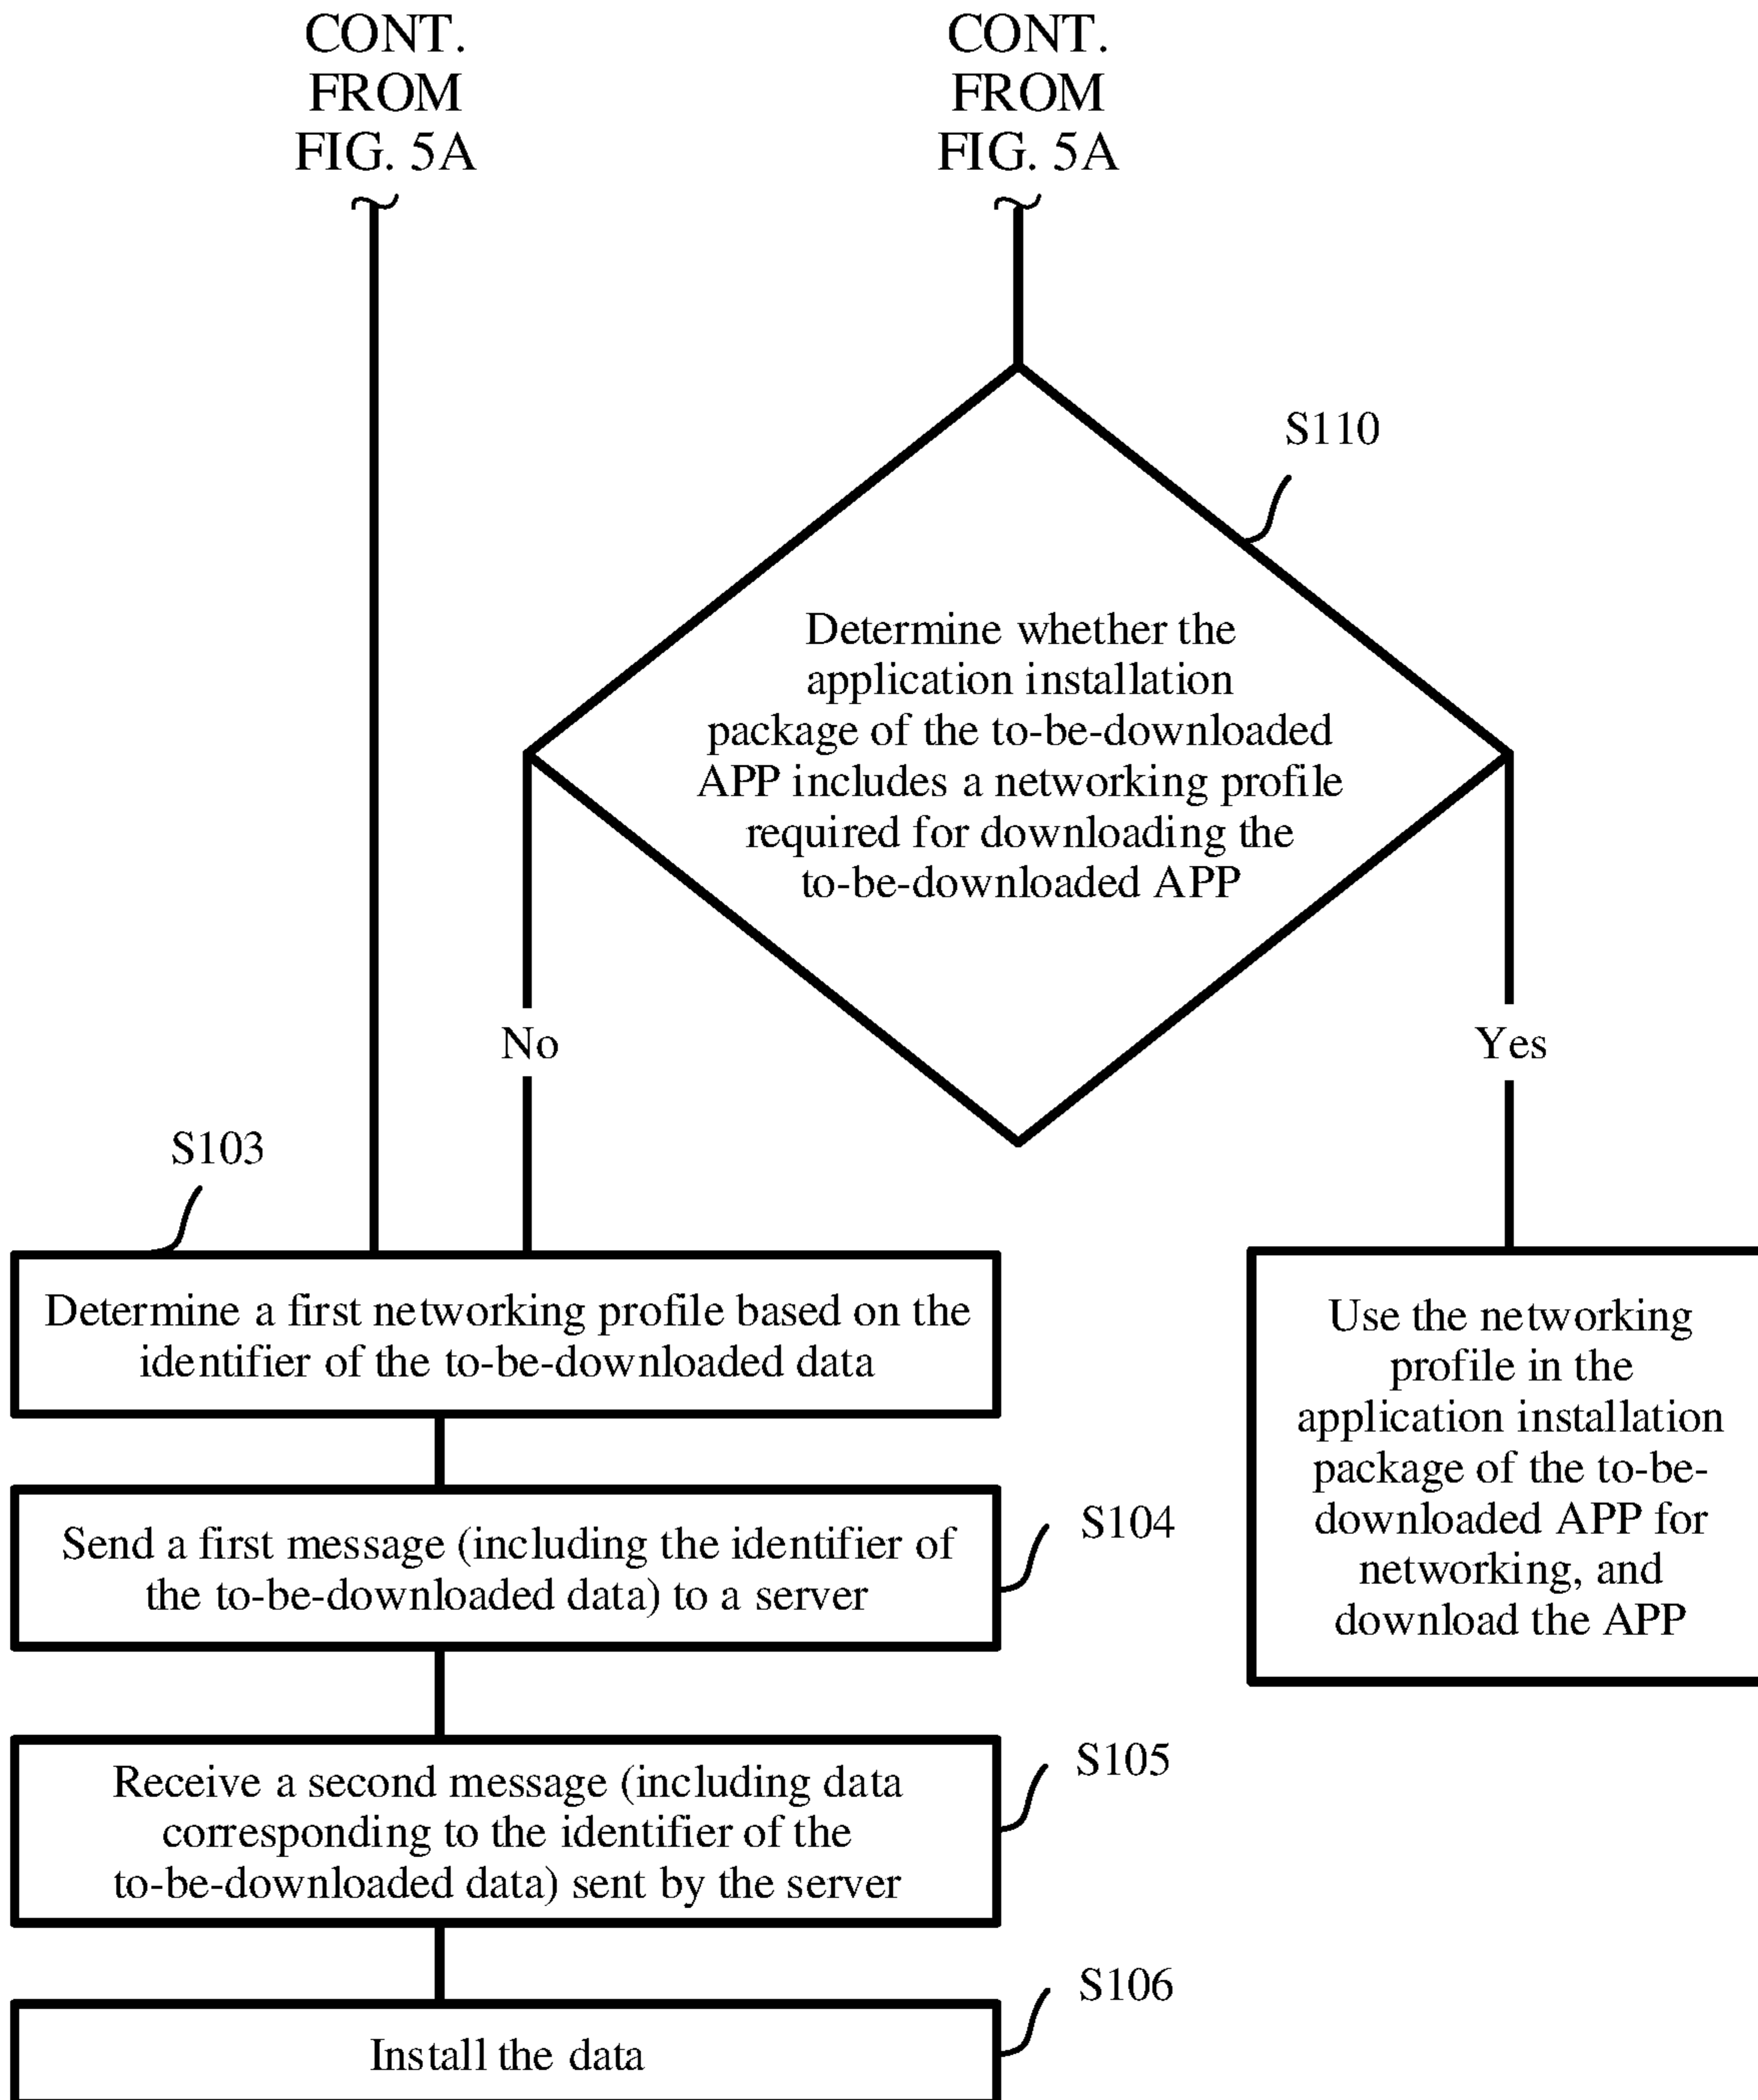 CONT.
FROM
FIG. 5A
CONT.
FROM
FIG. 5A
S110
Determine whether the
application installation
package of the to-be-downloaded
APP includes a networking profile
required for downloading the
to-be-downloaded APP
No
Yes
S103
Determine a first networking profile based on the
identifier of the to-be-downloaded data
Use the networking
profile in the
application installation
package of the to-be-
downloaded APP for
networking, and
download the APP
Send a first message (including the identifier of
the to-be-downloaded data) to a server
S104
Receive a second message (including data
corresponding to the identifier of the
to-be-downloaded data) sent by the server
S105
Install the data
S106